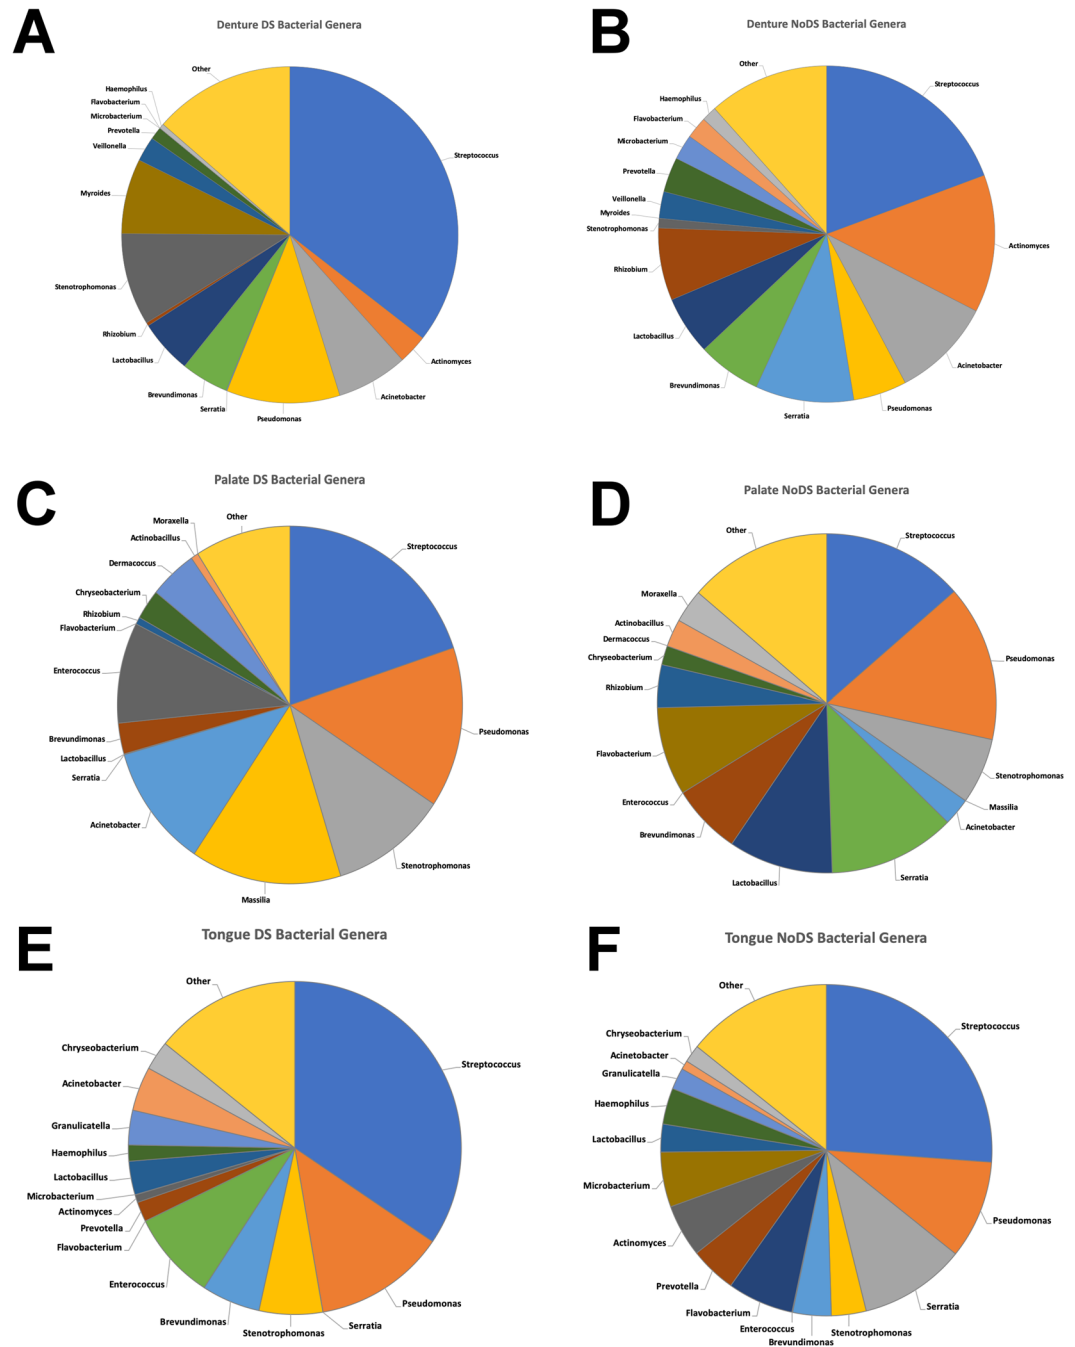 A
Denture DS Bacterial Genera
Other
Haemophilus
Flavobacterium
Microbacterium
Prevotella
Veillonella
Myroides
Stenotrophomonas
Rhizobium
Lactobacillus
Brevundimonas
Serratia
Pseudomonas
Acinetobacter
Actinomyces
Streptococcus
B
Denture NoDS Bacterial Genera
Other
Haemophilus
Flavobacterium
Microbacterium
Prevotella
Veillonella
Myroides
Stenotrophomonas
Rhizobium
Lactobacillus
Brevundimonas
Serratia
Pseudomonas
Acinetobacter
Actinomyces
Streptococcus
C
Palate DS Bacterial Genera
Other
Moraxella
Actinobacillus
Dermacoccus
Chryseobacterium
Rhizobium
Flavobacterium
Enterococcus
Brevundimonas
Lactobacillus
Serratia
Acinetobacter
Massilia
Stenotrophomonas
Pseudomonas
Streptococcus
D
Palate NoDS Bacterial Genera
Other
Moraxella
Actinobacillus
Dermacoccus
Chryseobacterium
Rhizobium
Flavobacterium
Enterococcus
Brevundimonas
Lactobacillus
Serratia
Acinetobacter
Massilia
Stenotrophomonas
Pseudomonas
Streptococcus
E
Tongue DS Bacterial Genera
Other
Chryseobacterium
Acinetobacter
Granulicatella
Haemophilus
Lactobacillus
Microbacterium
Actinomyces
Prevotella
Flavobacterium
Enterococcus
Brevundimonas
Stenotrophomonas
Serratia
Pseudomonas
Streptococcus
F
Tongue NoDS Bacterial Genera
Other
Chryseobacterium
Acinetobacter
Granulicatella
Haemophilus
Lactobacillus
Microbacterium
Actinomyces
Prevotella
Flavobacterium
Enterococcus
Brevundimonas
Stenotrophomonas
Serratia
Pseudomonas
Streptococcus